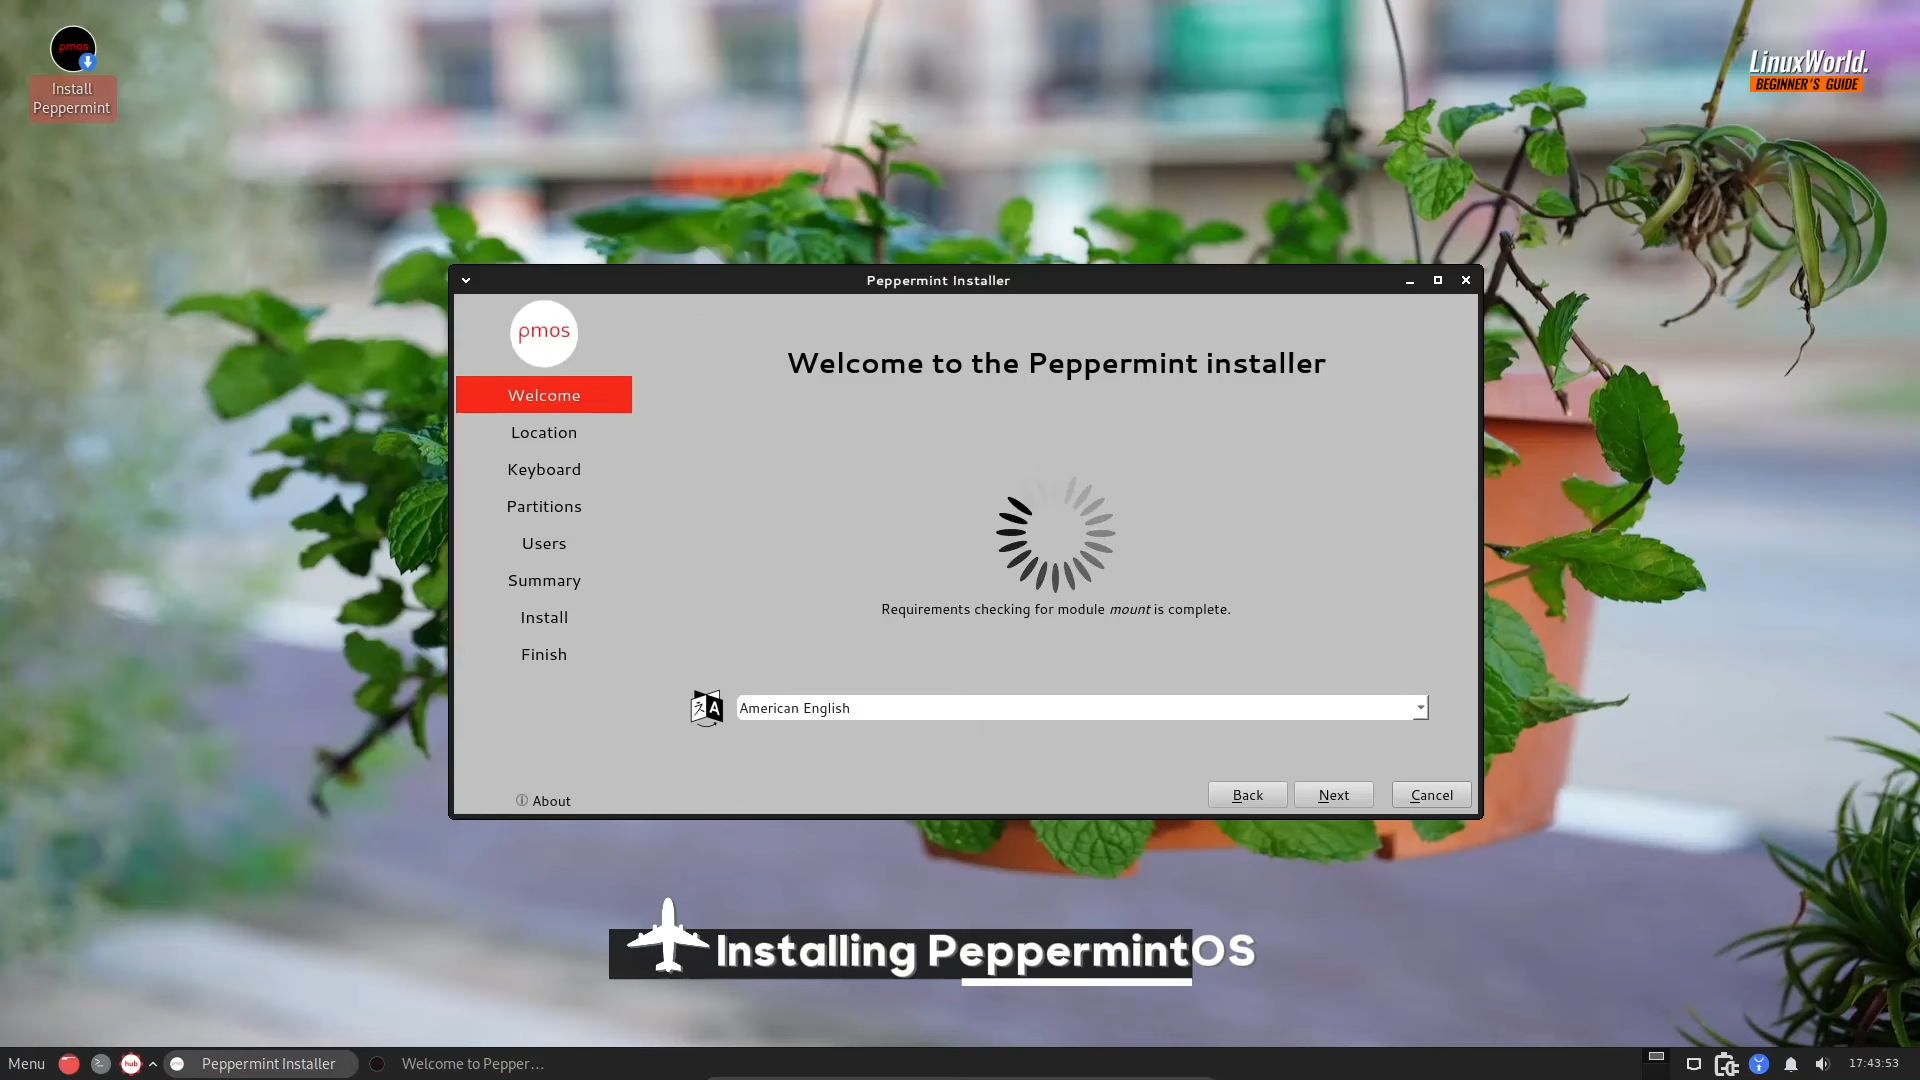 pmos
Install
Peppermint
LinuxWorld.
BEGINNER'S GUIDE
Peppermint Installer
pmos
Welcome
Location
Keyboard
Partitions
Users
Summary
Install
Finish
About
Welcome to the Peppermint installer
Requirements checking for module mount is complete.
American English
Back
Next
Cancel
Installing PeppermintOS
Menu
hub
Peppermint Installer
Welcome to Pepper...
17:43:53